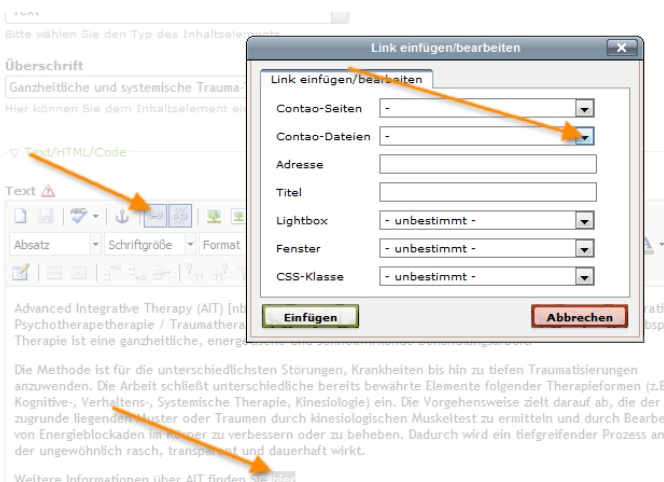 Text
Bitte wählen Sie den Typ des Inhaltselements.
Überschrift
Ganzheitliche und systemische Trauma-
Hier können Sie dem Inhaltselement ei
Text/HTML/Code
Text
ABC
Absatz Schriftgröße Format A
Link einfügen/bearbeiten X
Link einfügen/bearbeiten
Contao-Seiten -
Contao-Dateien -
Adresse
Titel
Lightbox - unbestimmt -
Fenster - unbestimmt -
CSS-Klasse - unbestimmt -
Einfügen Abbrechen
Advanced Integrative Therapy (AIT) [nb
Psychotherapetherapie / Traumathera
Therapie ist eine ganzheitliche,
Die Methode ist für die unterschiedlichsten Störungen, Krankheiten bis hin zu tiefen Traumatisierungen
anzuwenden. Die Arbeit schließt unterschiedliche bereits bewährte Elemente folgender Therapieformen (z.B
Kognitive-, Verhaltens-, Systemische Therapie, Kinesiologie) ein. Die Vorgehensweise zielt darauf ab, die der
zugrunde liegenden Muster oder Traumen durch kinesiologischen Muskeltest zu ermitteln und durch Bearbe
von Energieblockaden im Körper zu verbessern oder zu beheben. Dadurch wird ein tiefgreifender Prozess an
der ungewöhnlich rasch, transparent und dauerhaft wirkt.
Weitere Informationen über AIT finden Sie hier